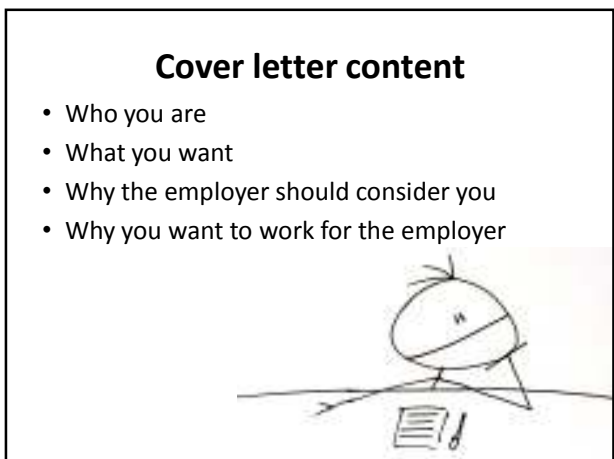 Cover letter content
• Who you are
• What you want
• Why the employer should consider you
• Why you want to work for the employer